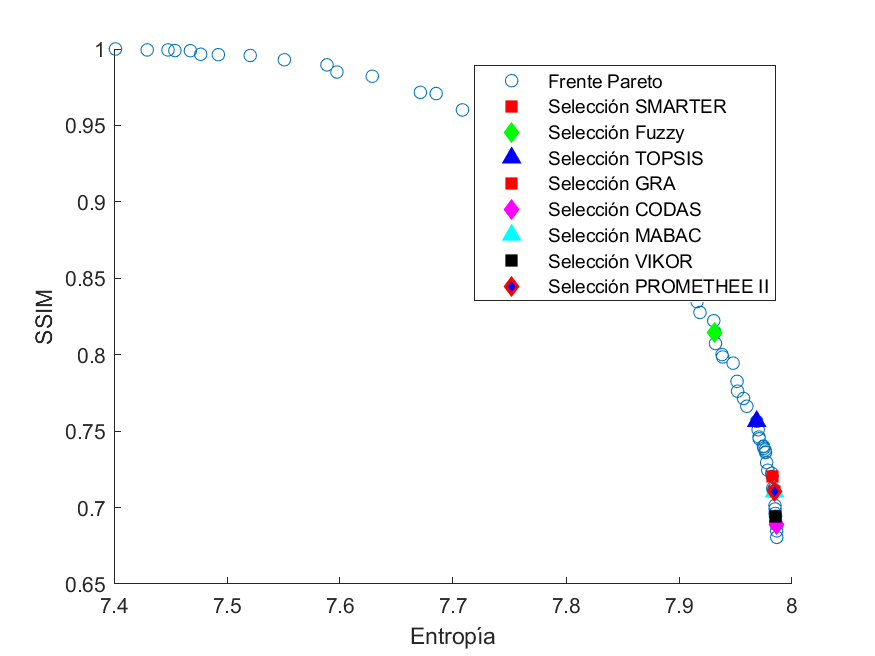 1
0.95
0.9
0.85
0.8
0.75
0.7
0.65
SSIM
7.4
7.5
7.6
7.7
7.8
7.9
8
Entropía
Frente Pareto
Selección SMARTER
Selección Fuzzy
Selección TOPSIS
Selección GRA
Selección CODAS
Selección MABAC
Selección VIKOR
Selección PROMETHEE II